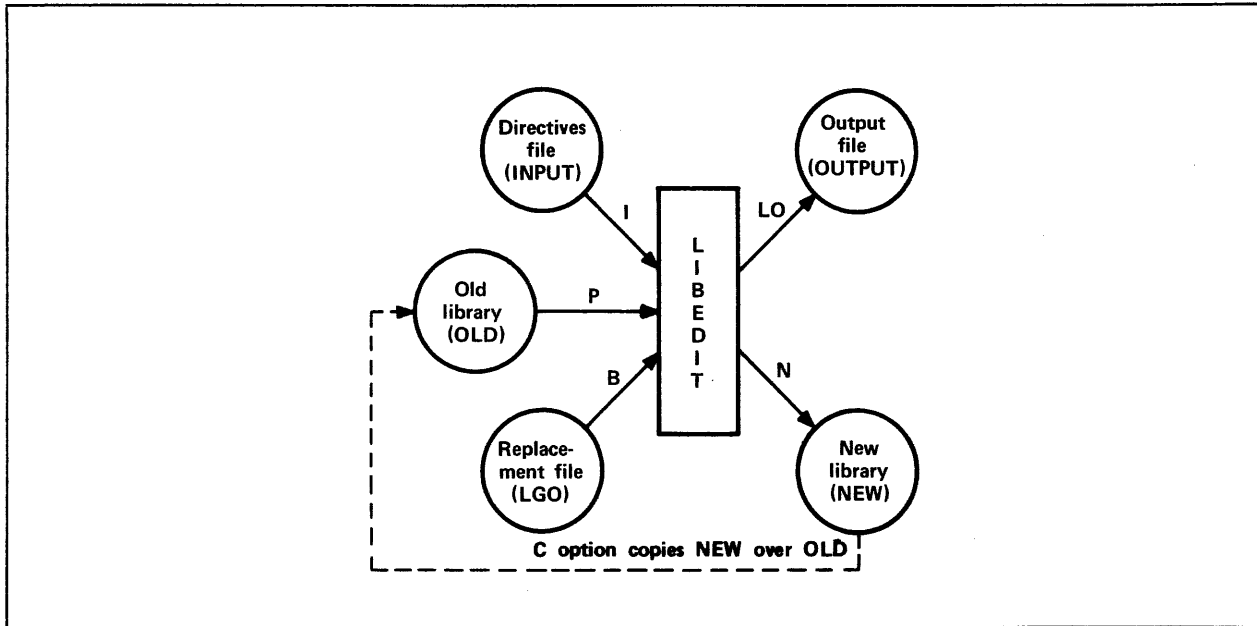 Directives
file
(INPUT)
Output
file
(OUTPUT)
I
LO
L
I
B
E
D
I
T
Old
library
(OLD)
P
B
N
Replace-
ment file
(LGO)
New
library
(NEW)
C option copies NEW over OLD